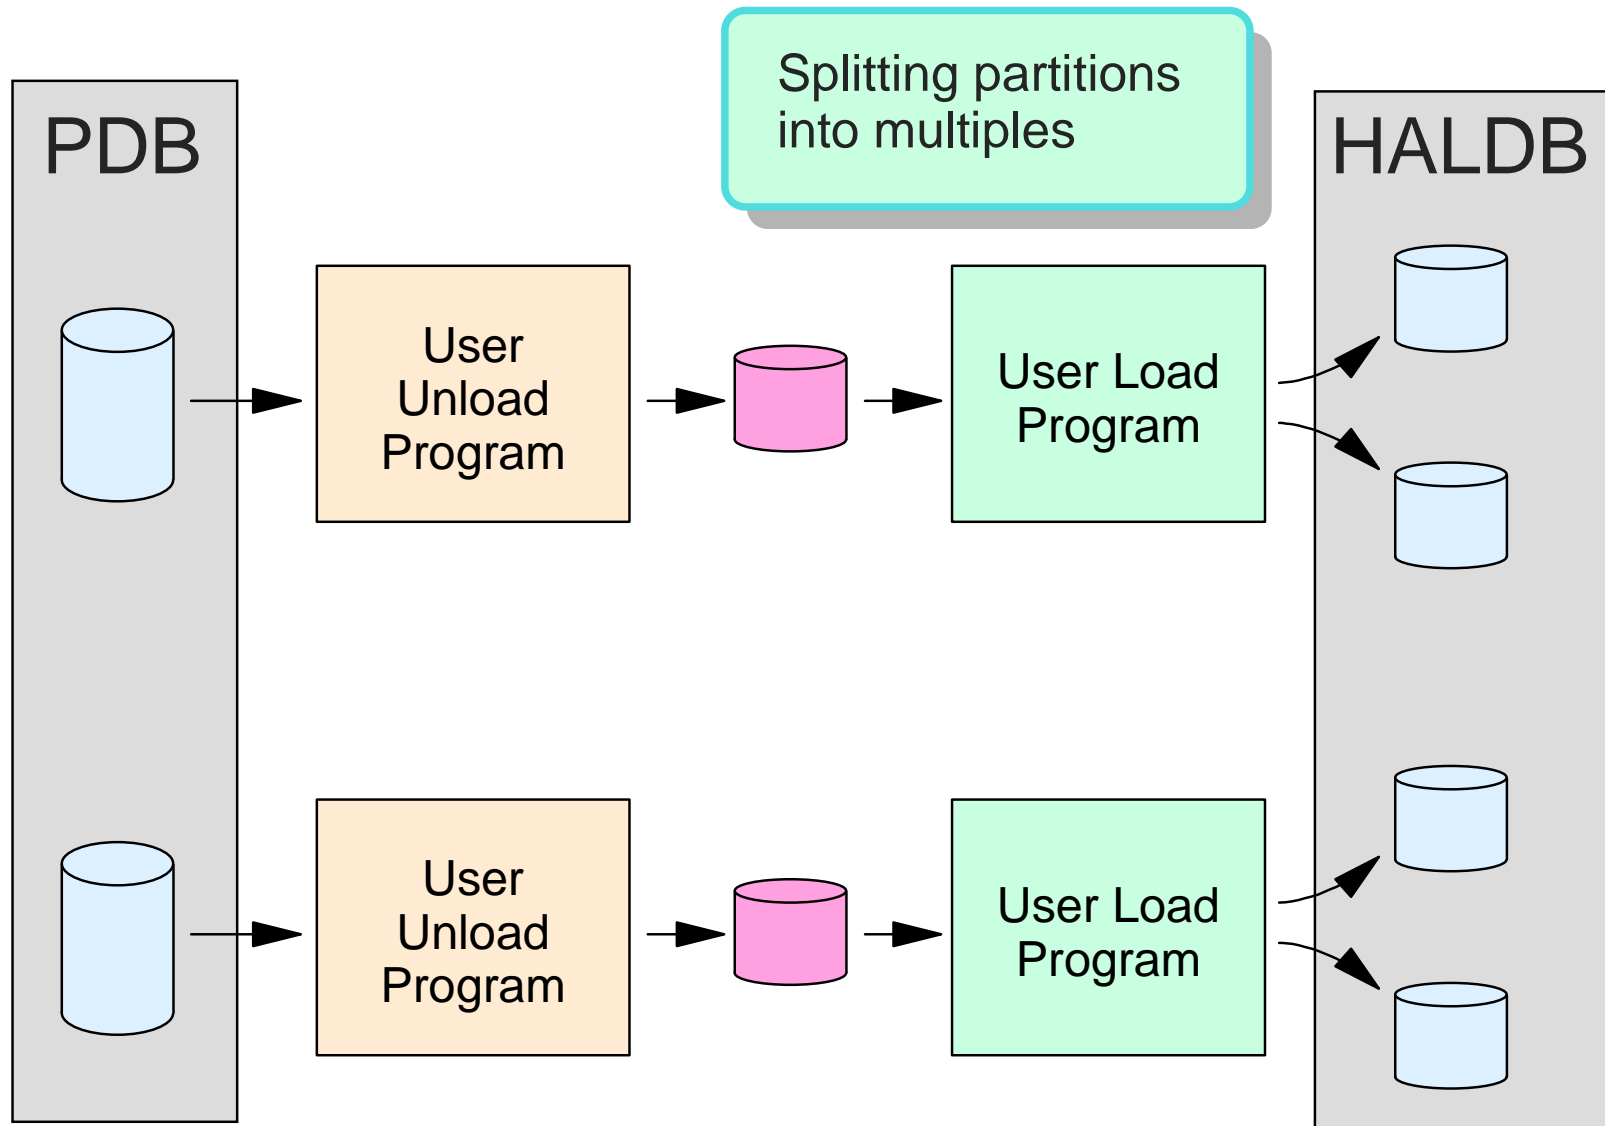 Splitting partitions
into multiples
PDB
HALDB
User
Unload
Program
User Load
Program
User
Unload
Program
User Load
Program